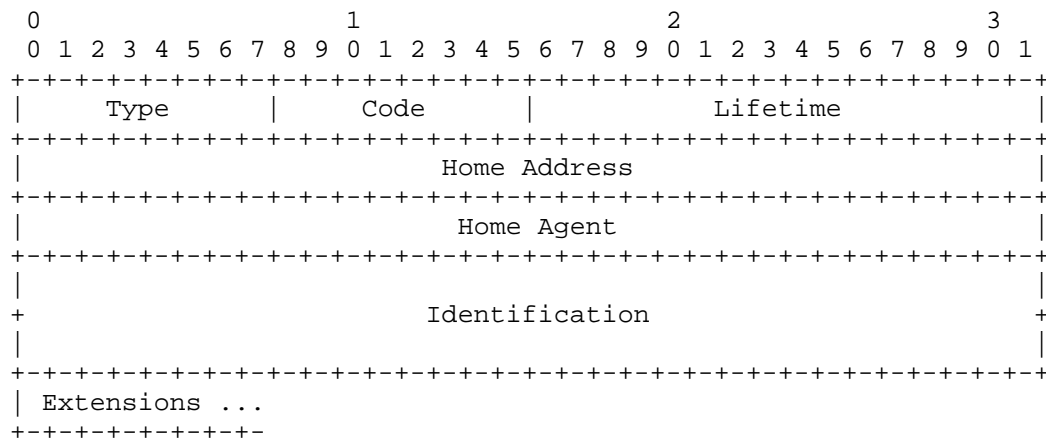 0                   1                   2                   3
 0 1 2 3 4 5 6 7 8 9 0 1 2 3 4 5 6 7 8 9 0 1 2 3 4 5 6 7 8 9 0 1
+-+-+-+-+-+-+-+-+-+-+-+-+-+-+-+-+-+-+-+-+-+-+-+-+-+-+-+-+-+-+-+-+
|     Type      |     Code      |           Lifetime            |
+-+-+-+-+-+-+-+-+-+-+-+-+-+-+-+-+-+-+-+-+-+-+-+-+-+-+-+-+-+-+-+-+
|                          Home Address                         |
+-+-+-+-+-+-+-+-+-+-+-+-+-+-+-+-+-+-+-+-+-+-+-+-+-+-+-+-+-+-+-+-+
|                           Home Agent                          |
+-+-+-+-+-+-+-+-+-+-+-+-+-+-+-+-+-+-+-+-+-+-+-+-+-+-+-+-+-+-+-+-+
|                                                               |
+                         Identification                        +
|                                                               |
+-+-+-+-+-+-+-+-+-+-+-+-+-+-+-+-+-+-+-+-+-+-+-+-+-+-+-+-+-+-+-+-+
| Extensions ...
+-+-+-+-+-+-+-+-